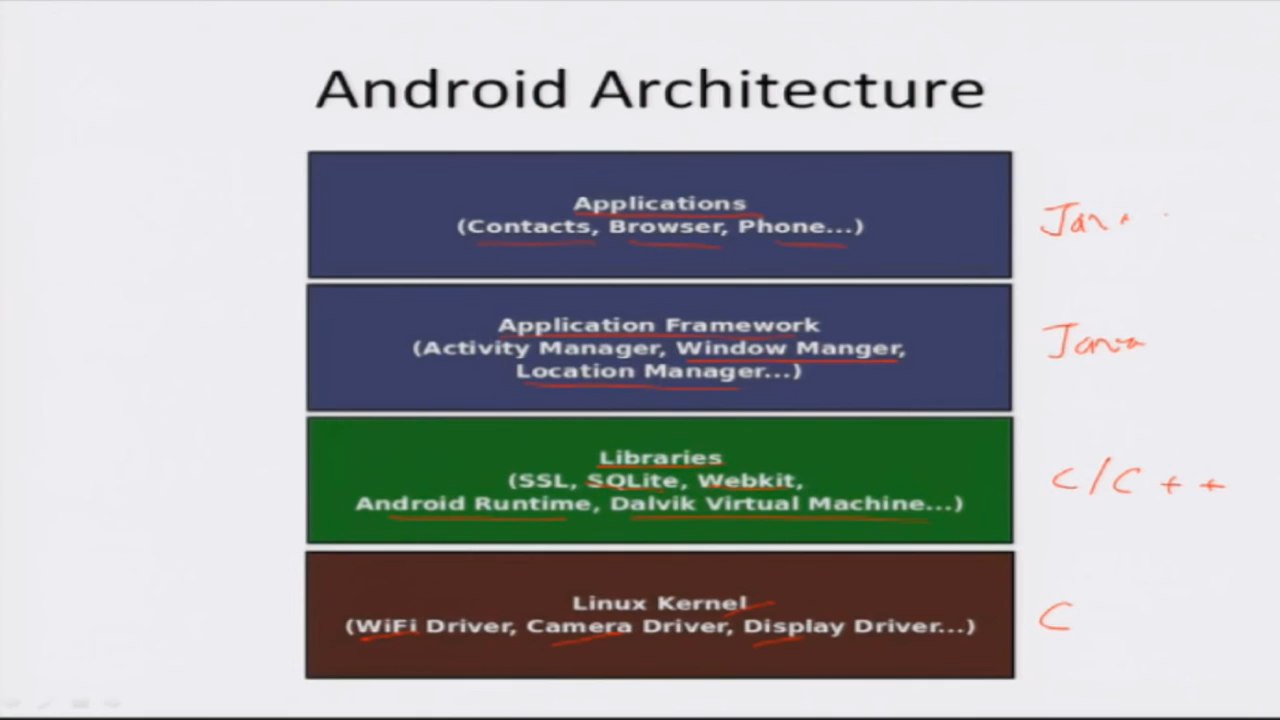 Android Architecture
Applications
(Contacts, Browser, Phone...)
Java
Application Framework
(Activity Manager, Window Manger,
Location Manager...)
Java
Libraries
(SSL, SQLite, Webkit,
Android Runtime, Dalvik Virtual Machine...)
C/C++
Linux Kernel
(WiFi Driver, Camera Driver, Display Driver...)
C